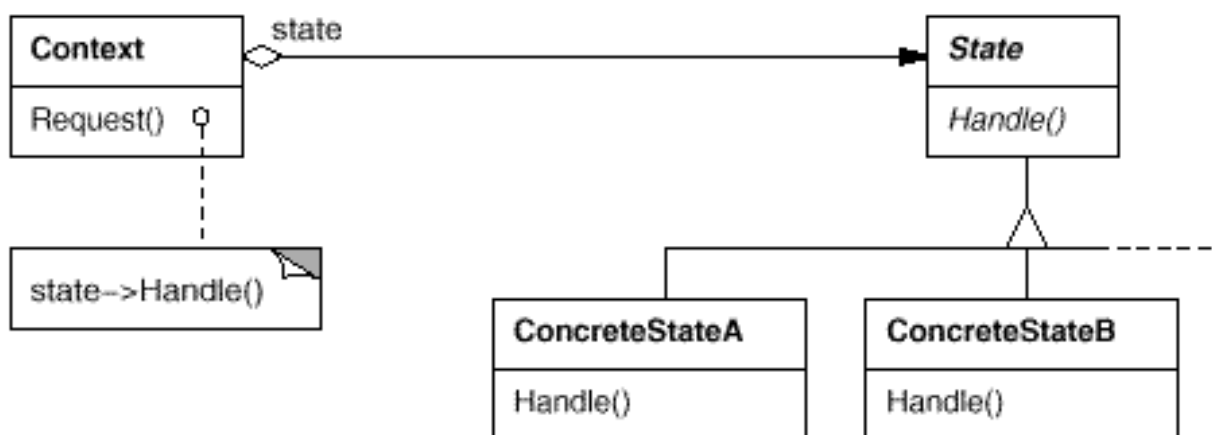 Context
Request()
state
State
Handle()
state->Handle()
ConcreteStateA
Handle()
ConcreteStateB
Handle()